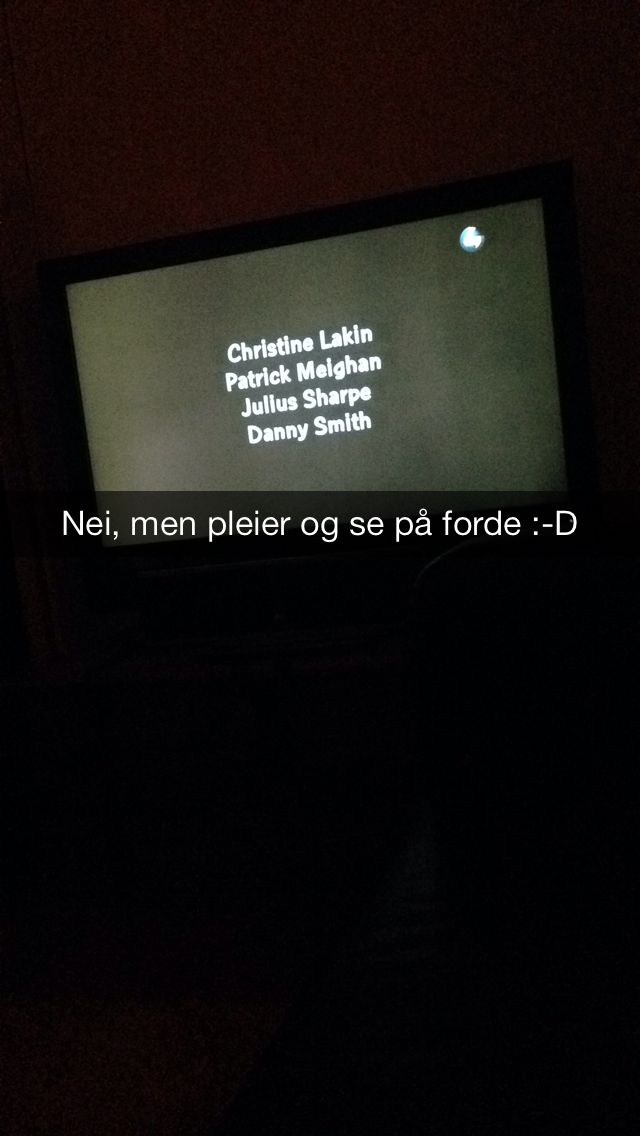 Christine Lakin
Patrick Meighan
Julius Sharpe
Danny Smith
Nei, men pleier og se på forde :-D